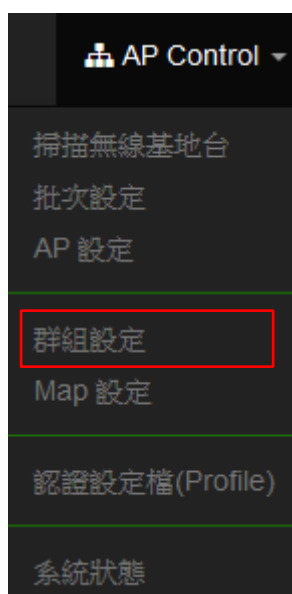 AP Control
掃描無線基地台
批次設定
AP 設定
群組設定
Map 設定
認證設定檔(Profile)
系統狀態